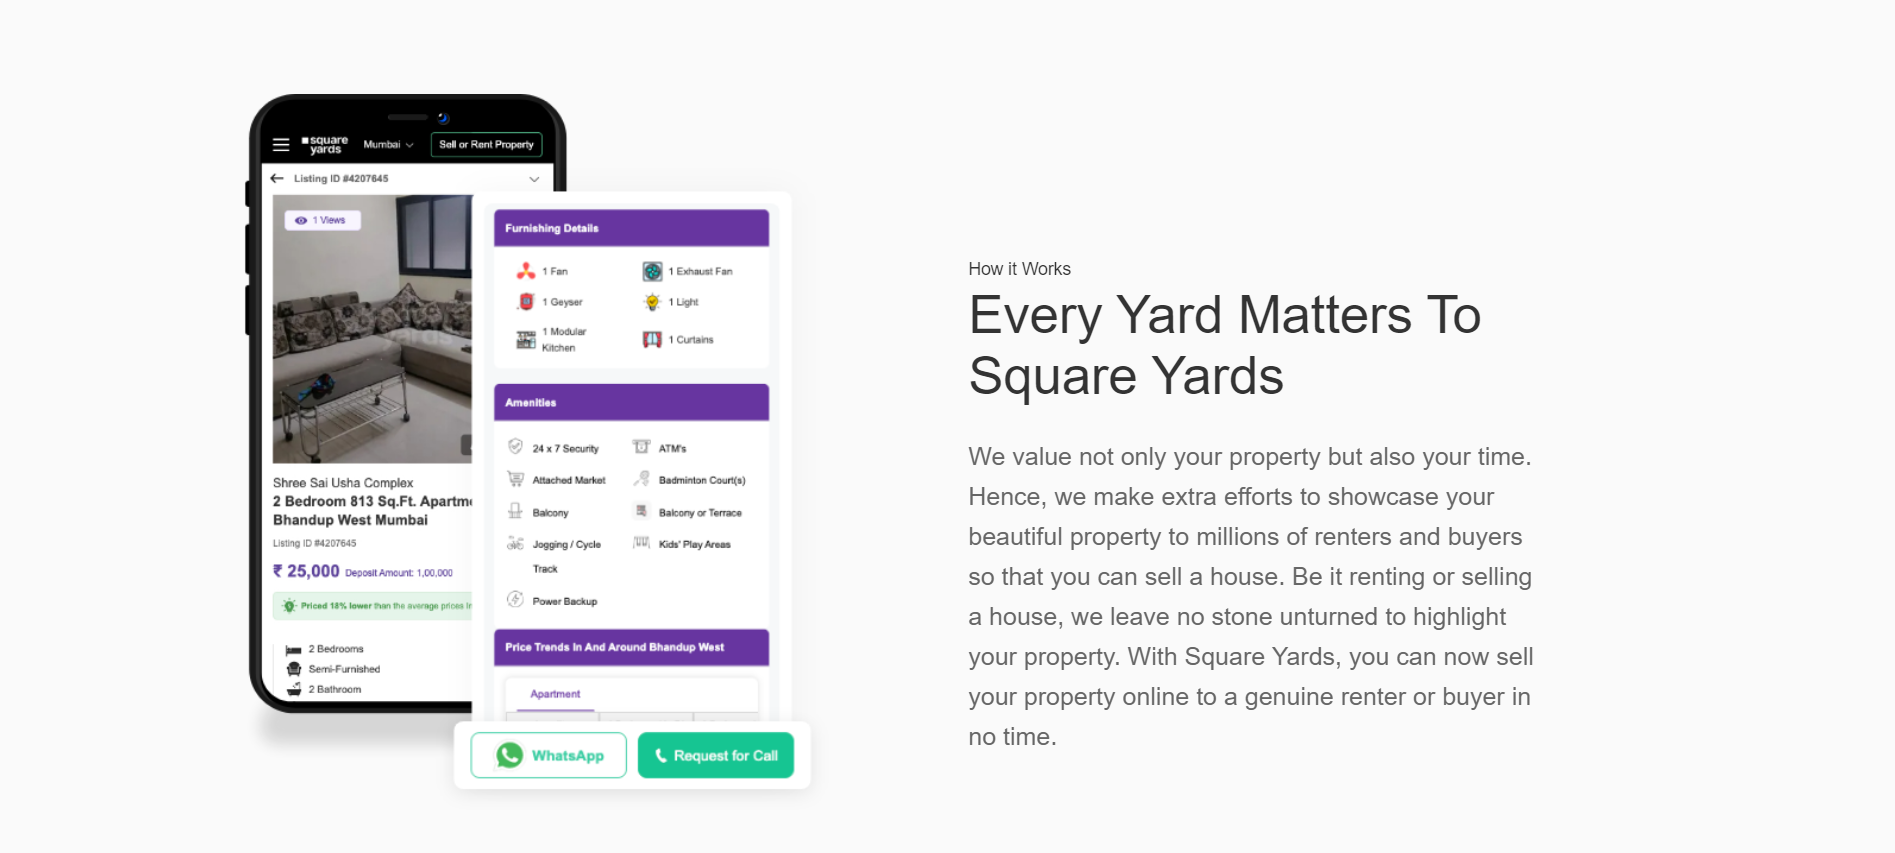 square
yards
Mumbai
Sell or Rent Property
Listing ID #4207645
1 Views
yards
Shree Sai Usha Complex
2 Bedroom 813 Sq.Ft. Apartme
Bhandup West Mumbai
Listing ID #4207645
₹ 25,000 Deposit Amount: 1,00,000
Priced 18% lower than the average prices in
2 Bedrooms
Semi-Furnished
2 Bathroom
Furnishing Details
1 Fan
1 Exhaust Fan
1 Geyser
1 Light
1 Modular
Kitchen
1 Curtains
Amenities
24 x 7 Security
ATM's
Attached Market
Badminton Court(s)
Balcony
Balcony or Terrace
Jogging / Cycle
Track
Kids' Play Areas
Power Backup
Price Trends In And Around Bhandup West
Apartment
WhatsApp
Request for Call
How it Works
Every Yard Matters To
Square Yards
We value not only your property but also your time.
Hence, we make extra efforts to showcase your
beautiful property to millions of renters and buyers
so that you can sell a house. Be it renting or selling
a house, we leave no stone unturned to highlight
your property. With Square Yards, you can now sell
your property online to a genuine renter or buyer in
no time.